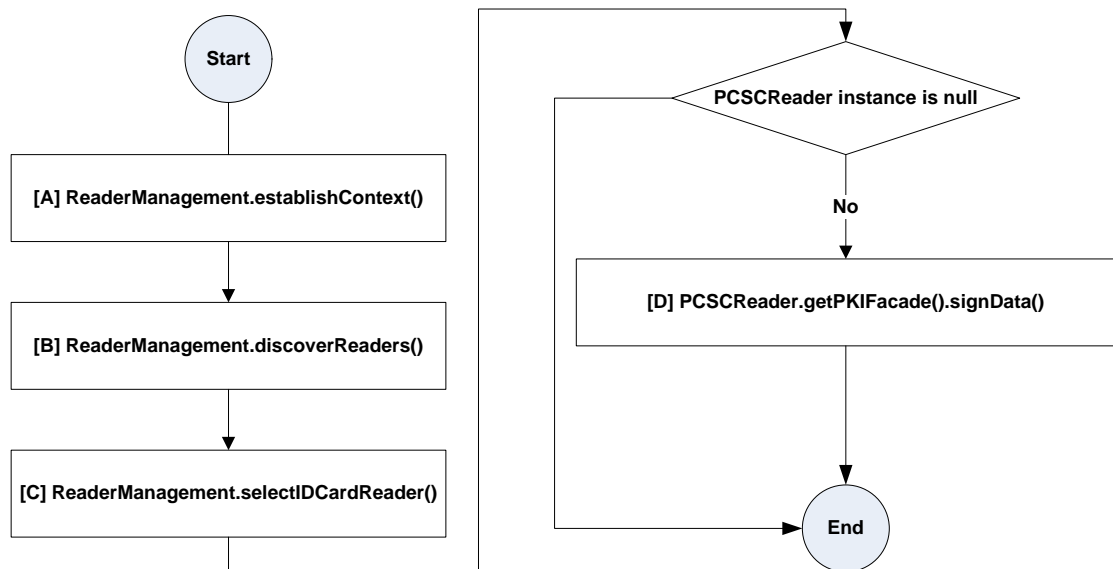 Start
[A] ReaderManagement.establishContext()
[B] ReaderManagement.discoverReaders()
[C] ReaderManagement.selectIDCardReader()
PCSCReader instance is null
No
[D] PCSCReader.getPKIFacade().signData()
End